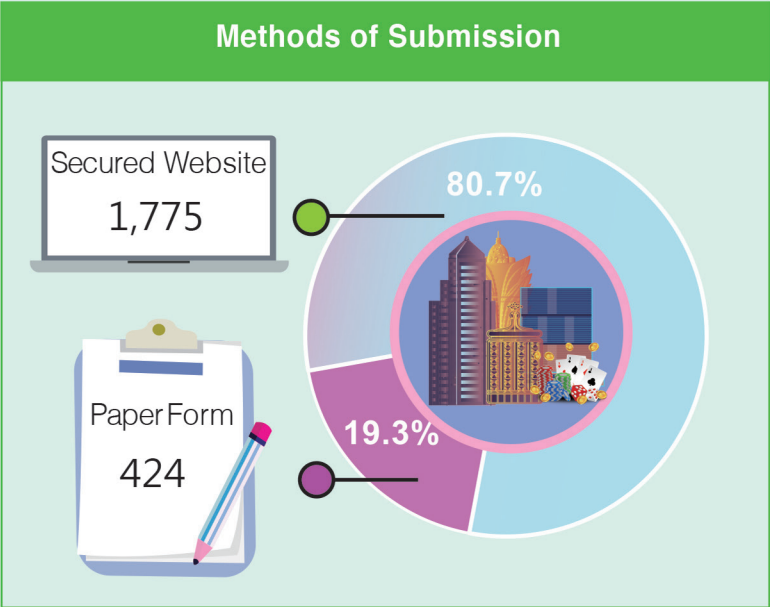 Methods of Submission
Secured Website
1,775
80.7%
Paper Form
424
19.3%